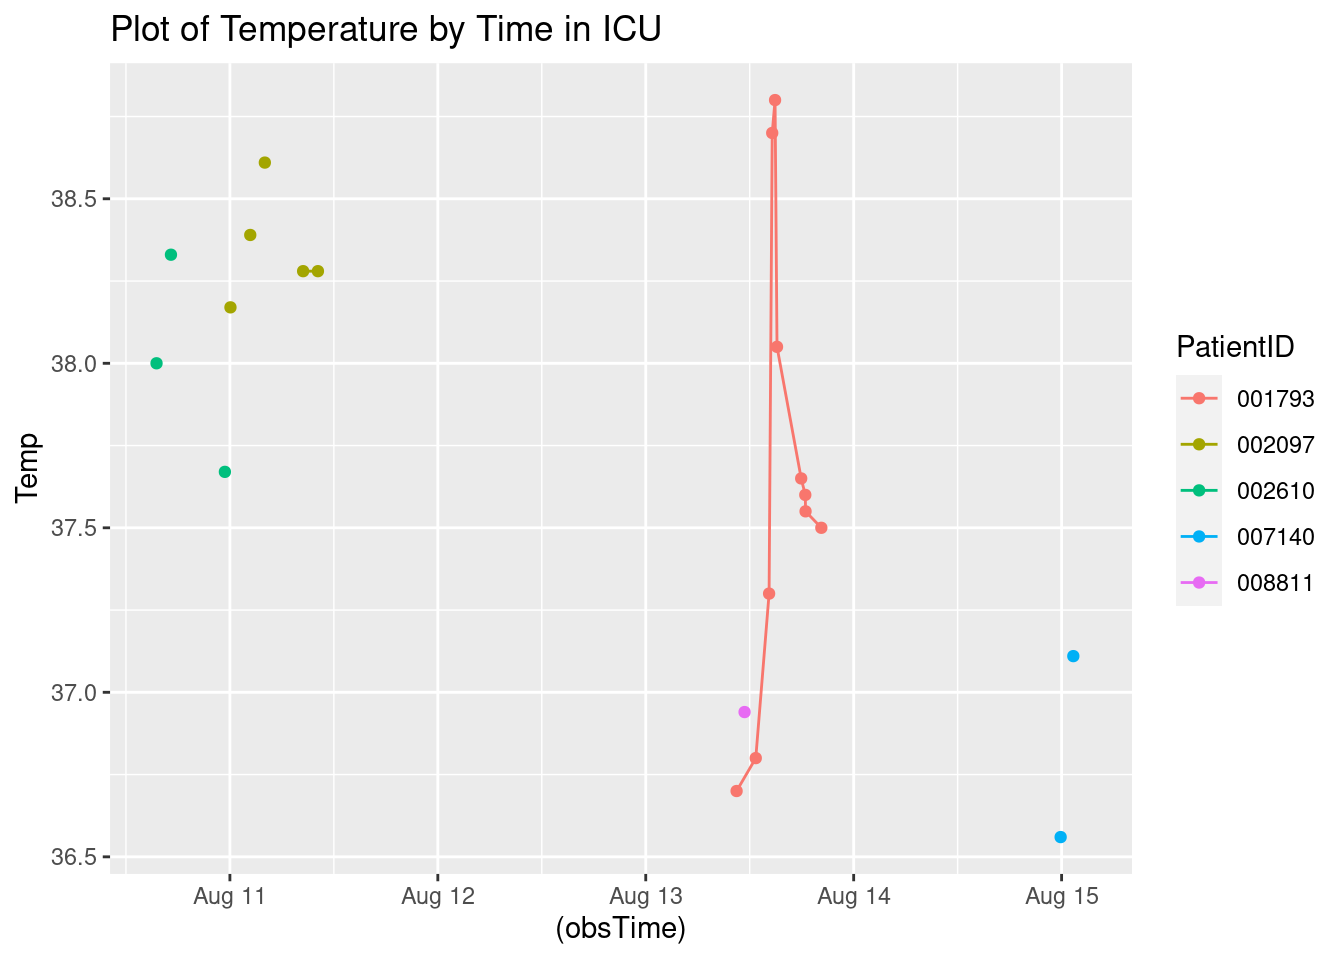 Plot of Temperature by Time in ICU
38.5
38.0
37.5
37.0
36.5
Temp
Aug 11
Aug 12
Aug 13
Aug 14
Aug 15
(obsTime)
PatientID
001793
002097
002610
007140
008811